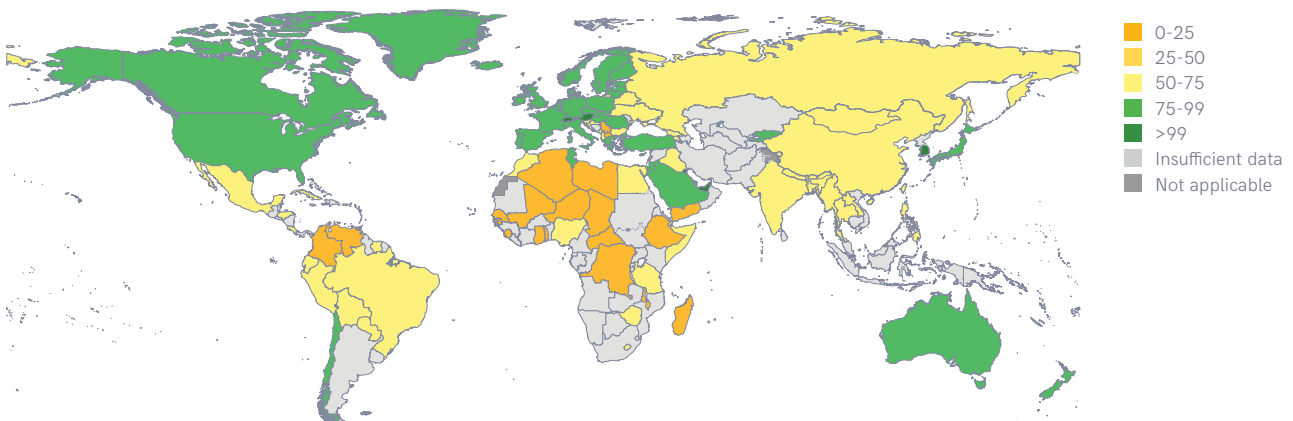 0-25
25-50
50-75
75-99
>99
Insufficient data
Not applicable